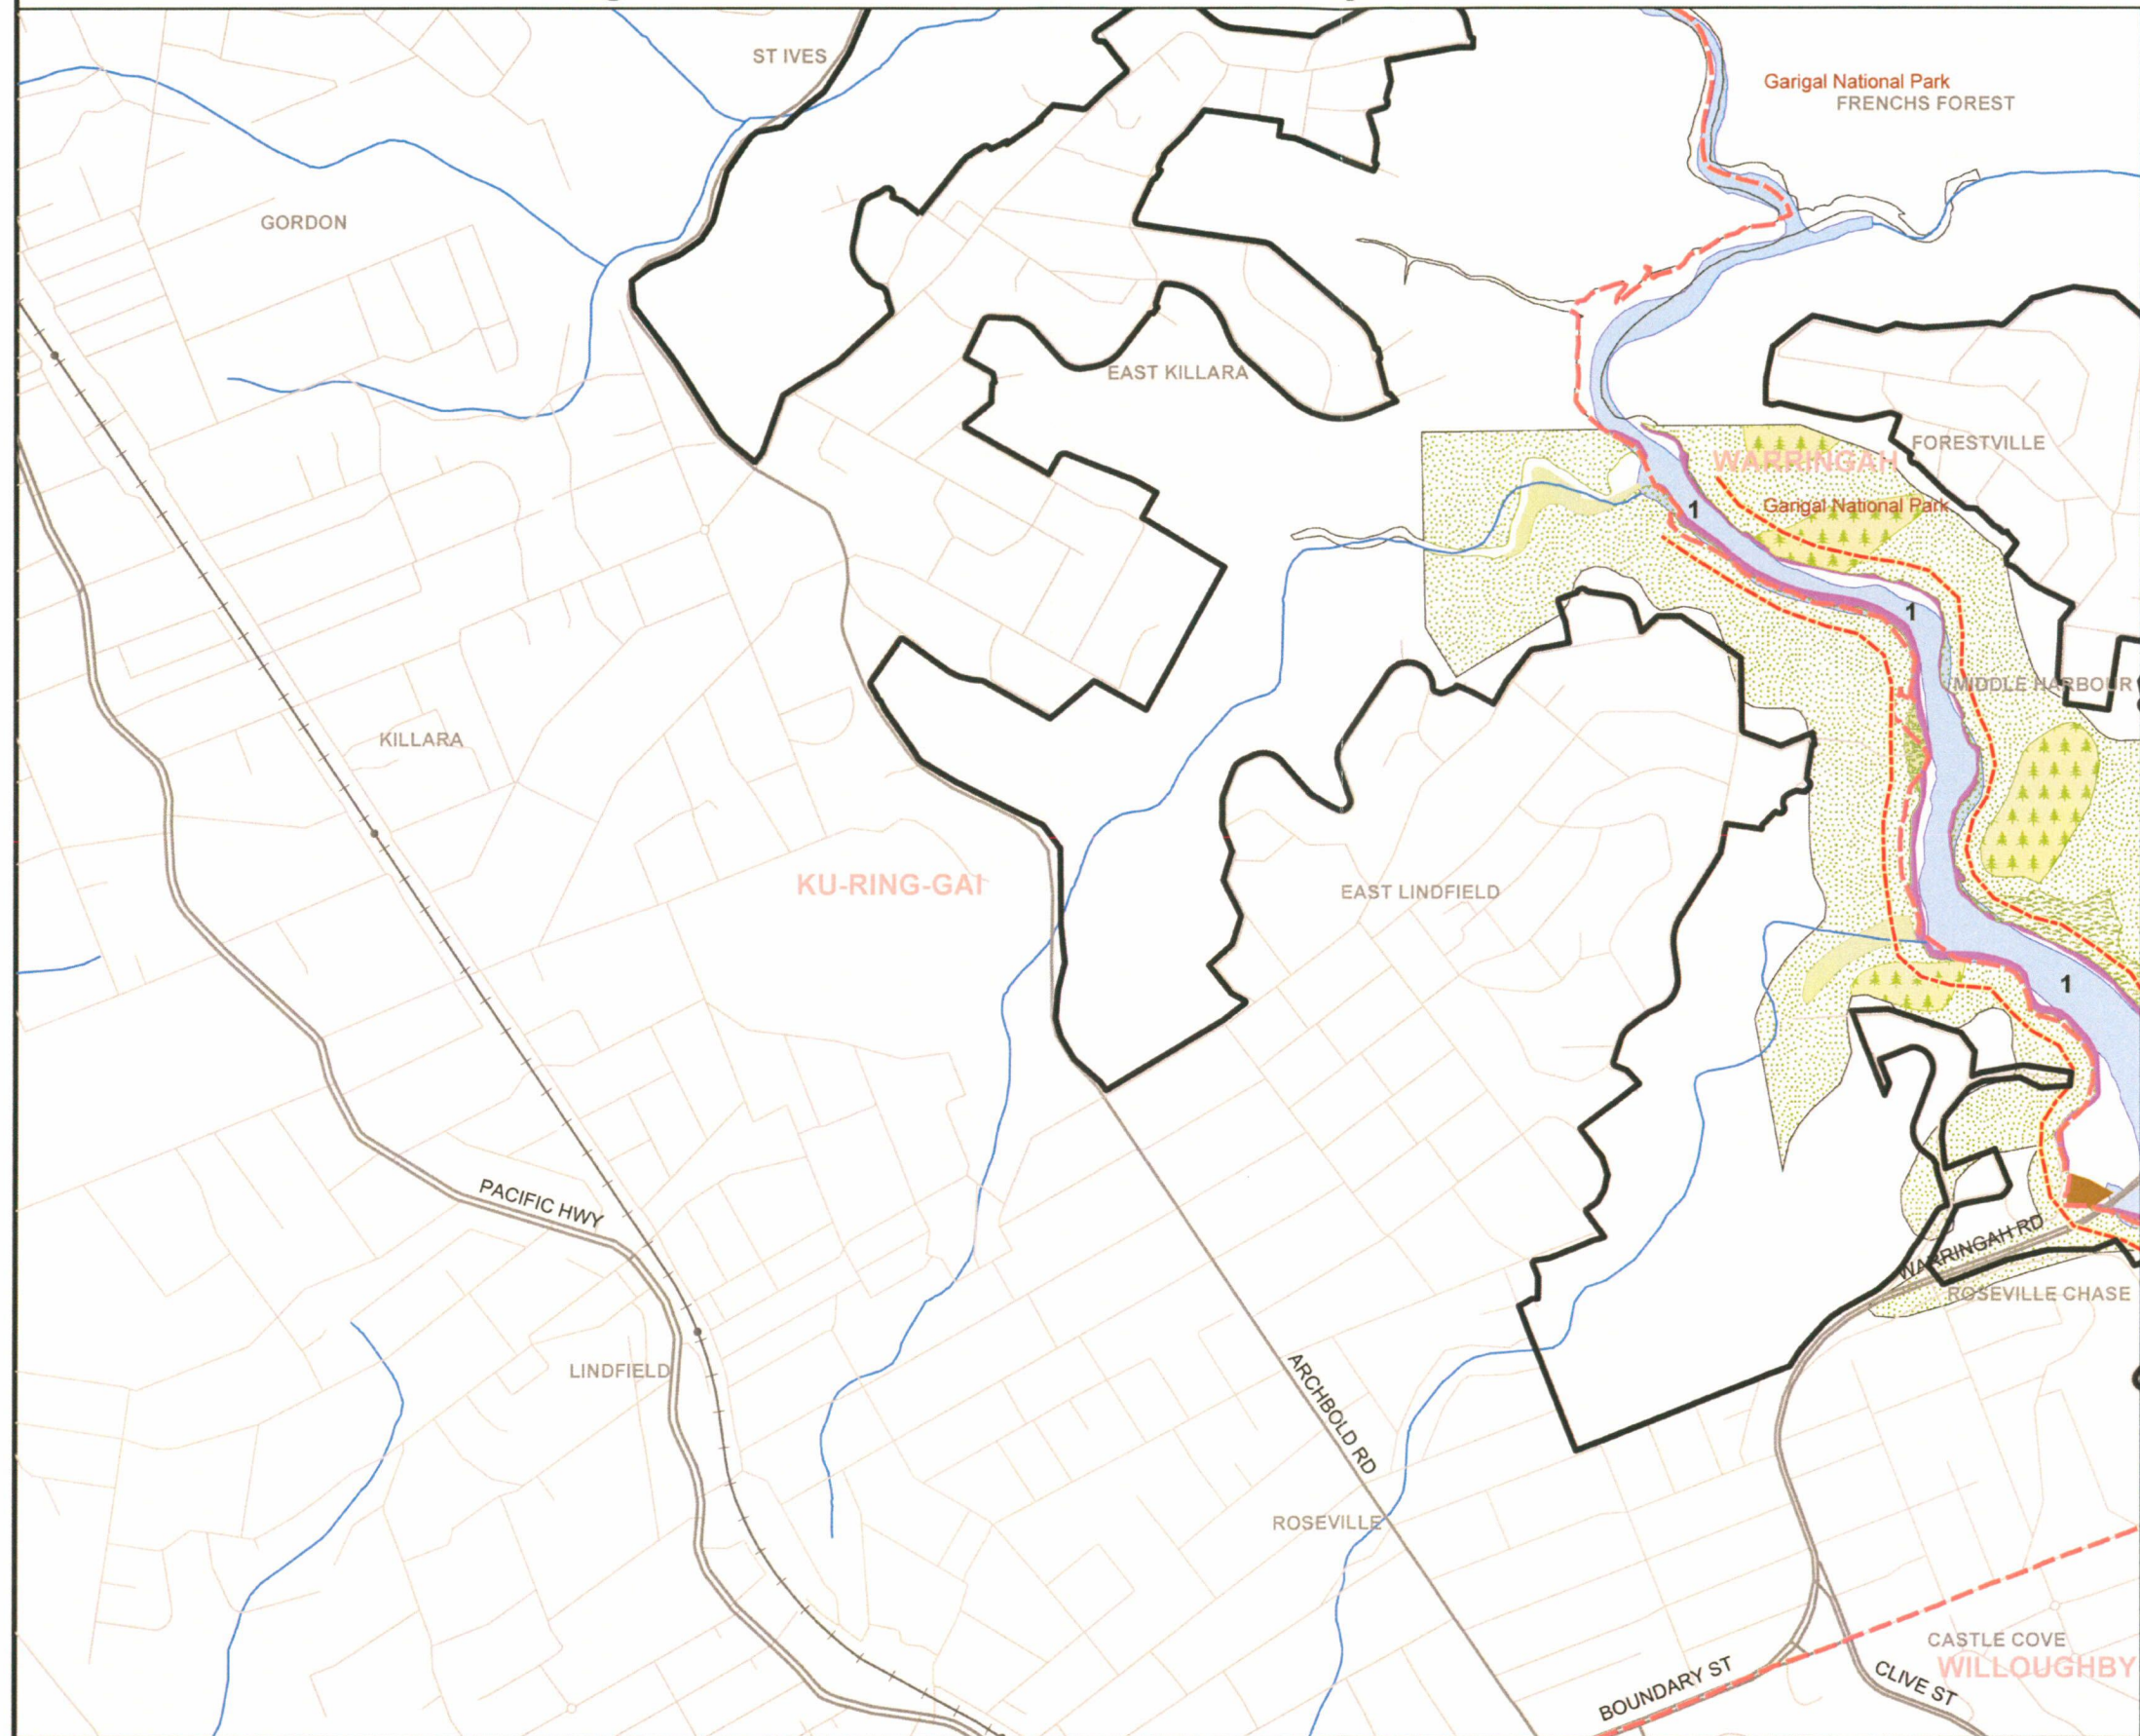 ST IVES
Garigal National Park
FRENCHS FOREST
GORDON
EAST KILLARA
FORESTVILLE
WARRINGAH
Garigal National Park
1
1
MIDDLE HARBOUR
KILLARA
KU-RING-GAI
EAST LINDFIELD
1
PACIFIC HWY
WARRINGAH RD
ROSEVILLE CHASE
LINDFIELD
ARCHBOLD RD
ROSEVILLE
CASTLE COVE
WILLOUGHBY
BOUNDARY ST
CLIVE ST